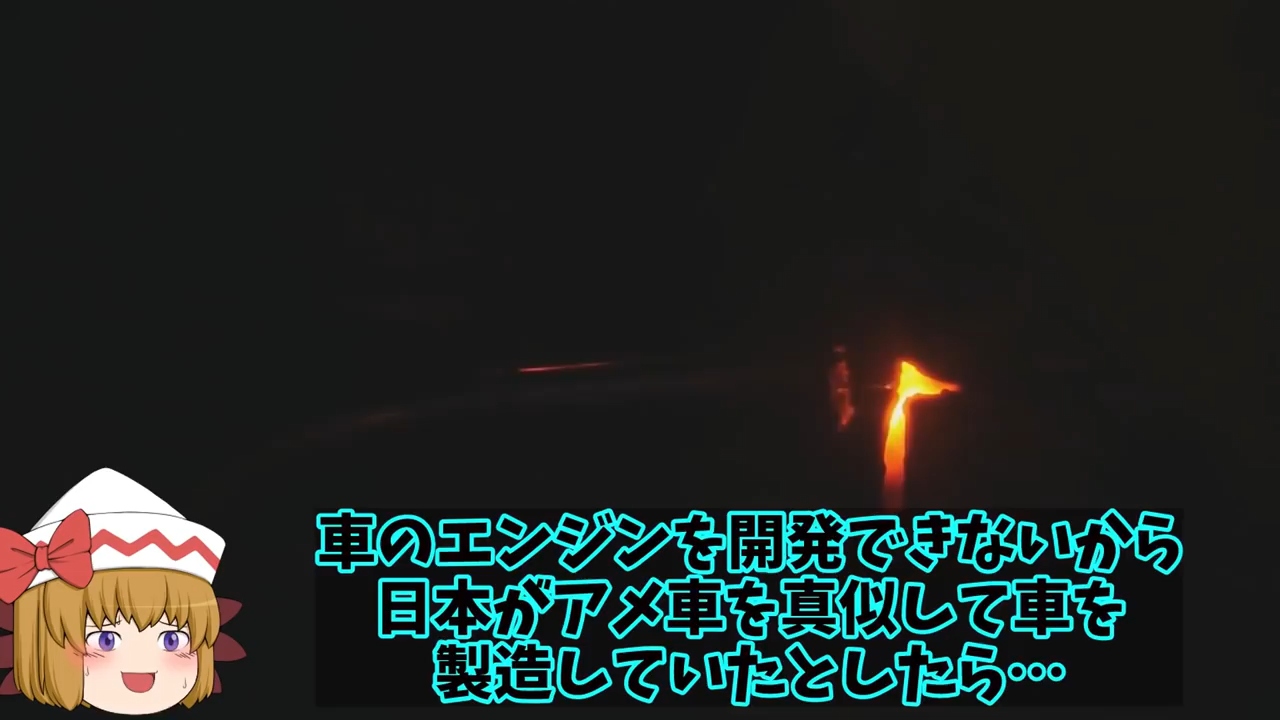 車のエンジンを開発できないから
日本がアメ車を真似して車を
製造していたとしたら…